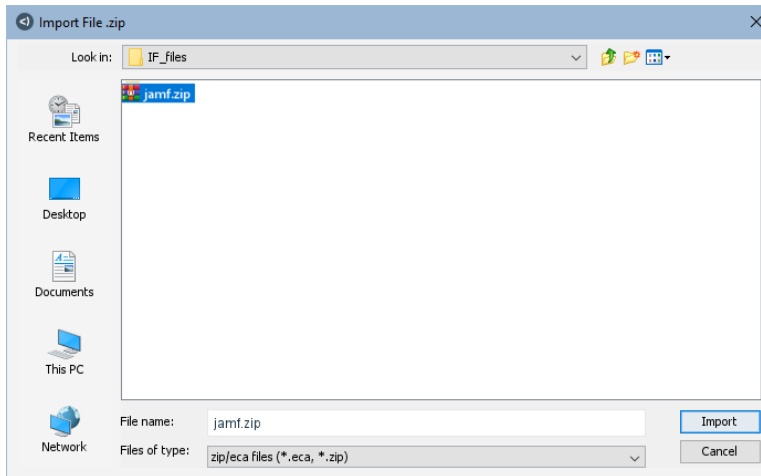 Import File .zip
Look in:
IF_files
jamf.zip
Recent Items
Desktop
Documents
This PC
Network
File name:
jamf.zip
Import
Files of type:
zip/eca files (*.eca, *.zip)
Cancel